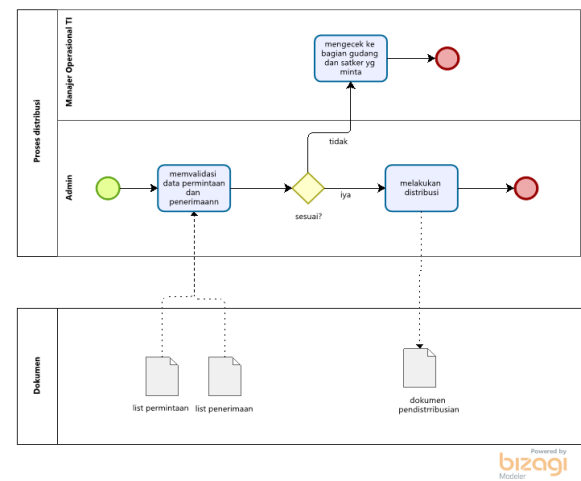 Proses distribusi
Manajer Operasional TI
mengecek ke
bagian gudang
dan satker yg
minta
tidak
Admin
memvalidasi
data permintaan
dan
penerimaann
sesuai?
iya
melakukan
distribusi
Dokumen
list permintaan
list penerimaan
dokumen
pendistrribusian
Powered by
bizagi
Modeler